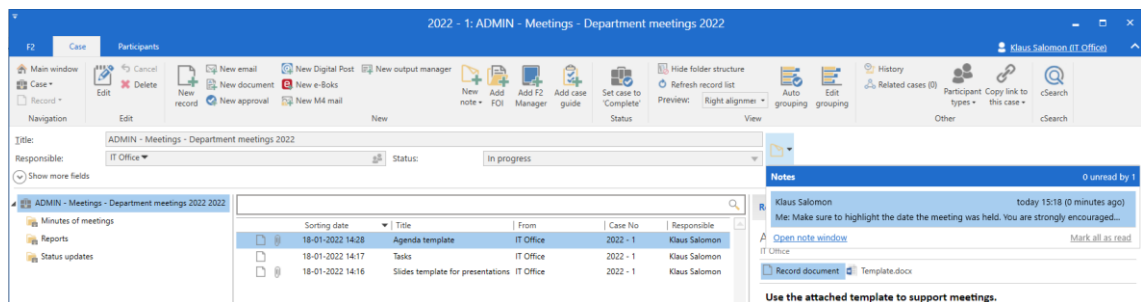 2022 - 1: ADMIN - Meetings - Department meetings 2022
F2 Case Participants Klaus Salomon (IT Office)
Main window
Case
Record
Navigation
Edit
Cancel
Delete
Edit
New record
New email
New document
New approval
New Digital Post
New e-Boks
New M4 mail
New output manager
New note
Add FOI
Add F2 Manager
Add case guide
New
Set case to 'Complete'
Status
Hide folder structure
Refresh record list
Preview: Right alignmei
Auto grouping
Edit grouping
View
History
Related cases (0)
Participant types
Copy link to this case
Other
cSearch
cSearch
Title: ADMIN - Meetings - Department meetings 2022
Responsible: IT Office Status: In progress
Show more fields
Notes 0 unread by 1
Klaus Salomon today 15:18 (0 minutes ago)
Me: Make sure to highlight the date the meeting was held. You are strongly encouraged...
Open note window Mark all as read
ADMIN - Meetings - Department meetings 2022 2022
Minutes of meetings
Reports
Status updates
Sorting date Title From Case No Responsible
18-01-2022 14:28 Agenda template IT Office 2022 - 1 Klaus Salomon
18-01-2022 14:17 Tasks IT Office 2022 - 1 Klaus Salomon
18-01-2022 14:16 Slides template for presentations IT Office 2022 - 1 Klaus Salomon
IT Office
Record document Template.docx
Use the attached template to support meetings.